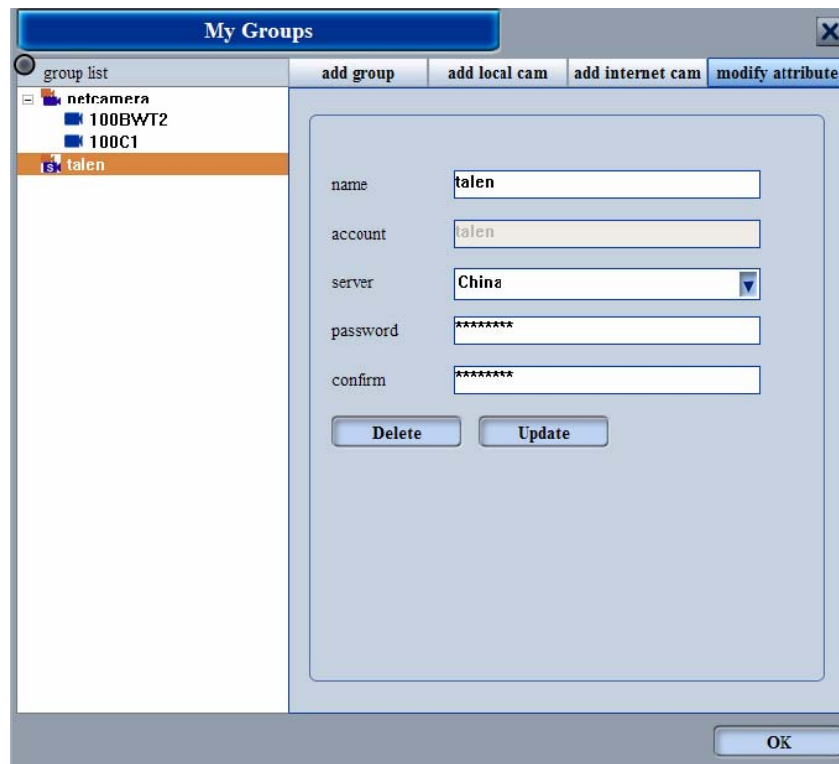 My Groups
group list
add group
add local cam
add internet cam
modify attribute
netcamera
100BWT2
100C1
talen
name
talen
account
talen
server
China
password
********
confirm
********
Delete
Update
OK